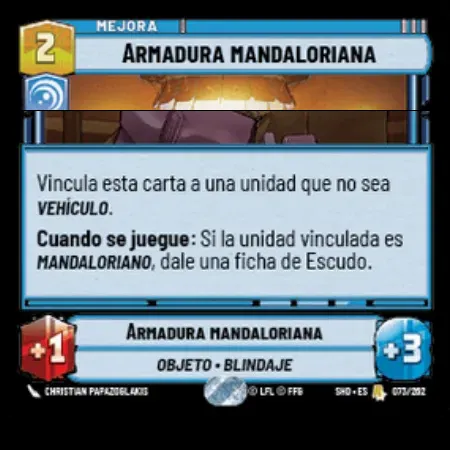 MEJORA
2
ARMADURA MANDALORIANA
Vincula esta carta a una unidad que no sea
VEHÍCULO.
Cuando se juegue: Si la unidad vinculada es
MANDALORIANO, dale una ficha de Escudo.
+1
ARMADURA MANDALORIANA
+3
OBJETO • BLINDAJE
CHRISTIAN PAPAZOGLAKIS
Ⓟ LFL © FFG
SHD • ES
073/262